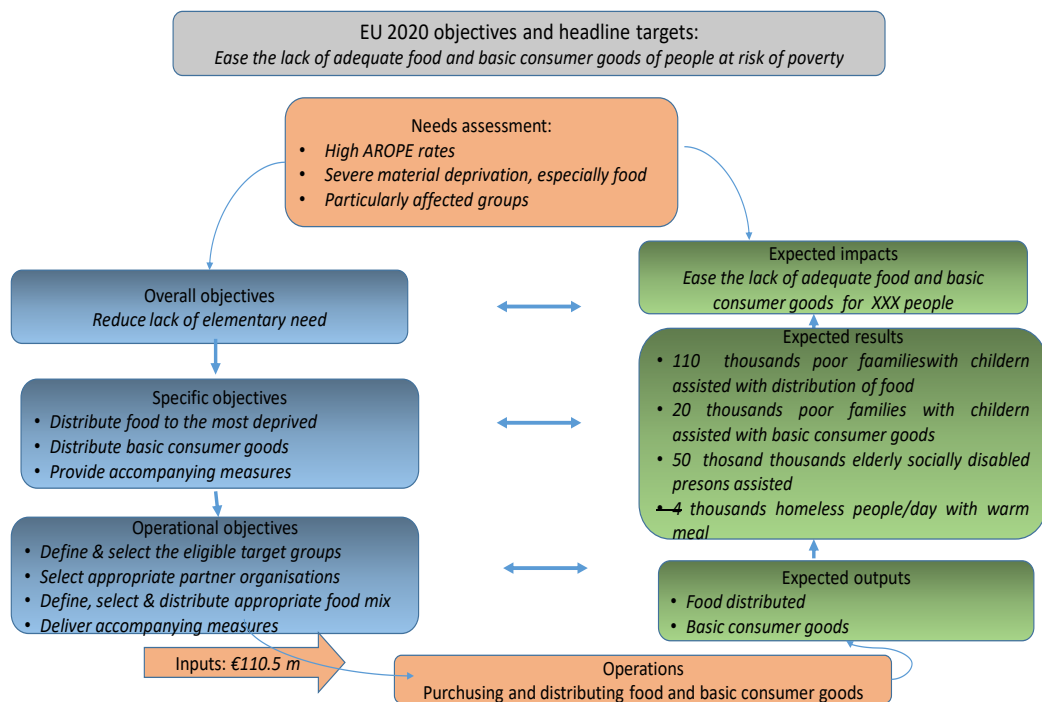 EU 2020 objectives and headline targets:
Ease the lack of adequate food and basic consumer goods of people at risk of poverty
Needs assessment:
• High AROPE rates
• Severe material deprivation, especially food
• Particularly affected groups
Overall objectives
Reduce lack of elementary need
Specific objectives
• Distribute food to the most deprived
• Distribute basic consumer goods
• Provide accompanying measures
Operational objectives
• Define & select the eligible target groups
• Select appropriate partner organisations
• Define, select & distribute appropriate food mix
• Deliver accompanying measures
Inputs: €110.5 m
Operations
Purchusing and distributing food and basic consumer goods
Expected impacts
Ease the lack of adequate food and basic
consumer goods for XXX people
Expected results
• 110 thousands poor faamilieswith childern
assisted with distribution of food
• 20 thousands poor families with childern
assisted with basic consumer goods
• 50 thosand thousands elderly socially disabled
presons assisted
• 4 thousands homeless people/day with warm
meal
Expected outputs
• Food distributed
• Basic consumer goods